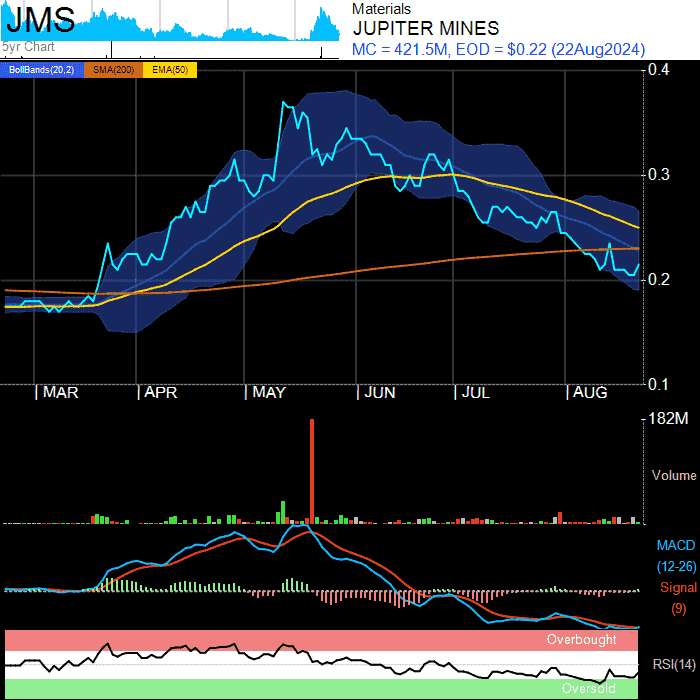 JMS
5yr Chart
Materials
JUPITER MINES
MC = 421.5M, EOD = $0.22 (22Aug2024)
BollBands(20,2) SMA(200) EMA(50)
0.4
0.3
0.2
0.1
MAR APR MAY JUN JUL AUG
182M
Volume
MACD
(12-26)
Signal
(9)
Overbought
RSI(14)
Oversold